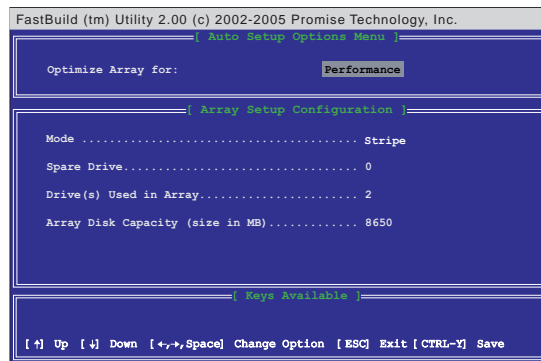 FastBuild (tm) Utility 2.00 (c) 2002-2005 Promise Technology, Inc.
[ Auto Setup Options Menu ]
Optimize Array for: Performance
[ Array Setup Configuration ]
Mode ........................................ Stripe
Spare Drive.................................. 0
Drive(s) Used in Array....................... 2
Array Disk Capacity (size in MB)............. 8650
[ Keys Available ]
[↑] Up [↓] Down [←,→,Space] Change Option [ESC] Exit [CTRL-Y] Save